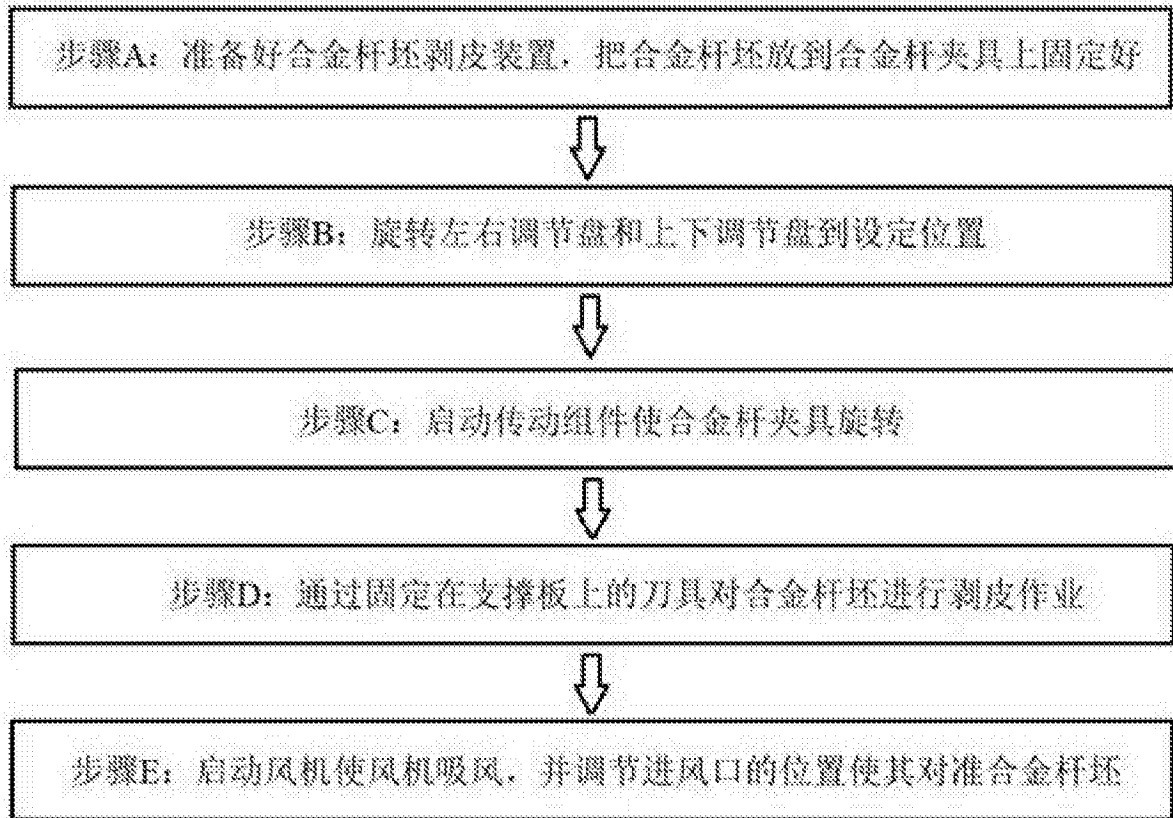 步骤A：准备好合金杆坯剥皮装置，把合金杆坯放到合金杆夹具上固定好
步骤B：旋转左右调节盘和上下调节盘到设定位置
步骤C：启动传动组件使合金杆夹具旋转
步骤D：通过固定在支撑板上的刀具对合金杆坯进行剥皮作业
步骤E：启动风机使风机吸风，并调节进风口的位置使其对准合金杆坯